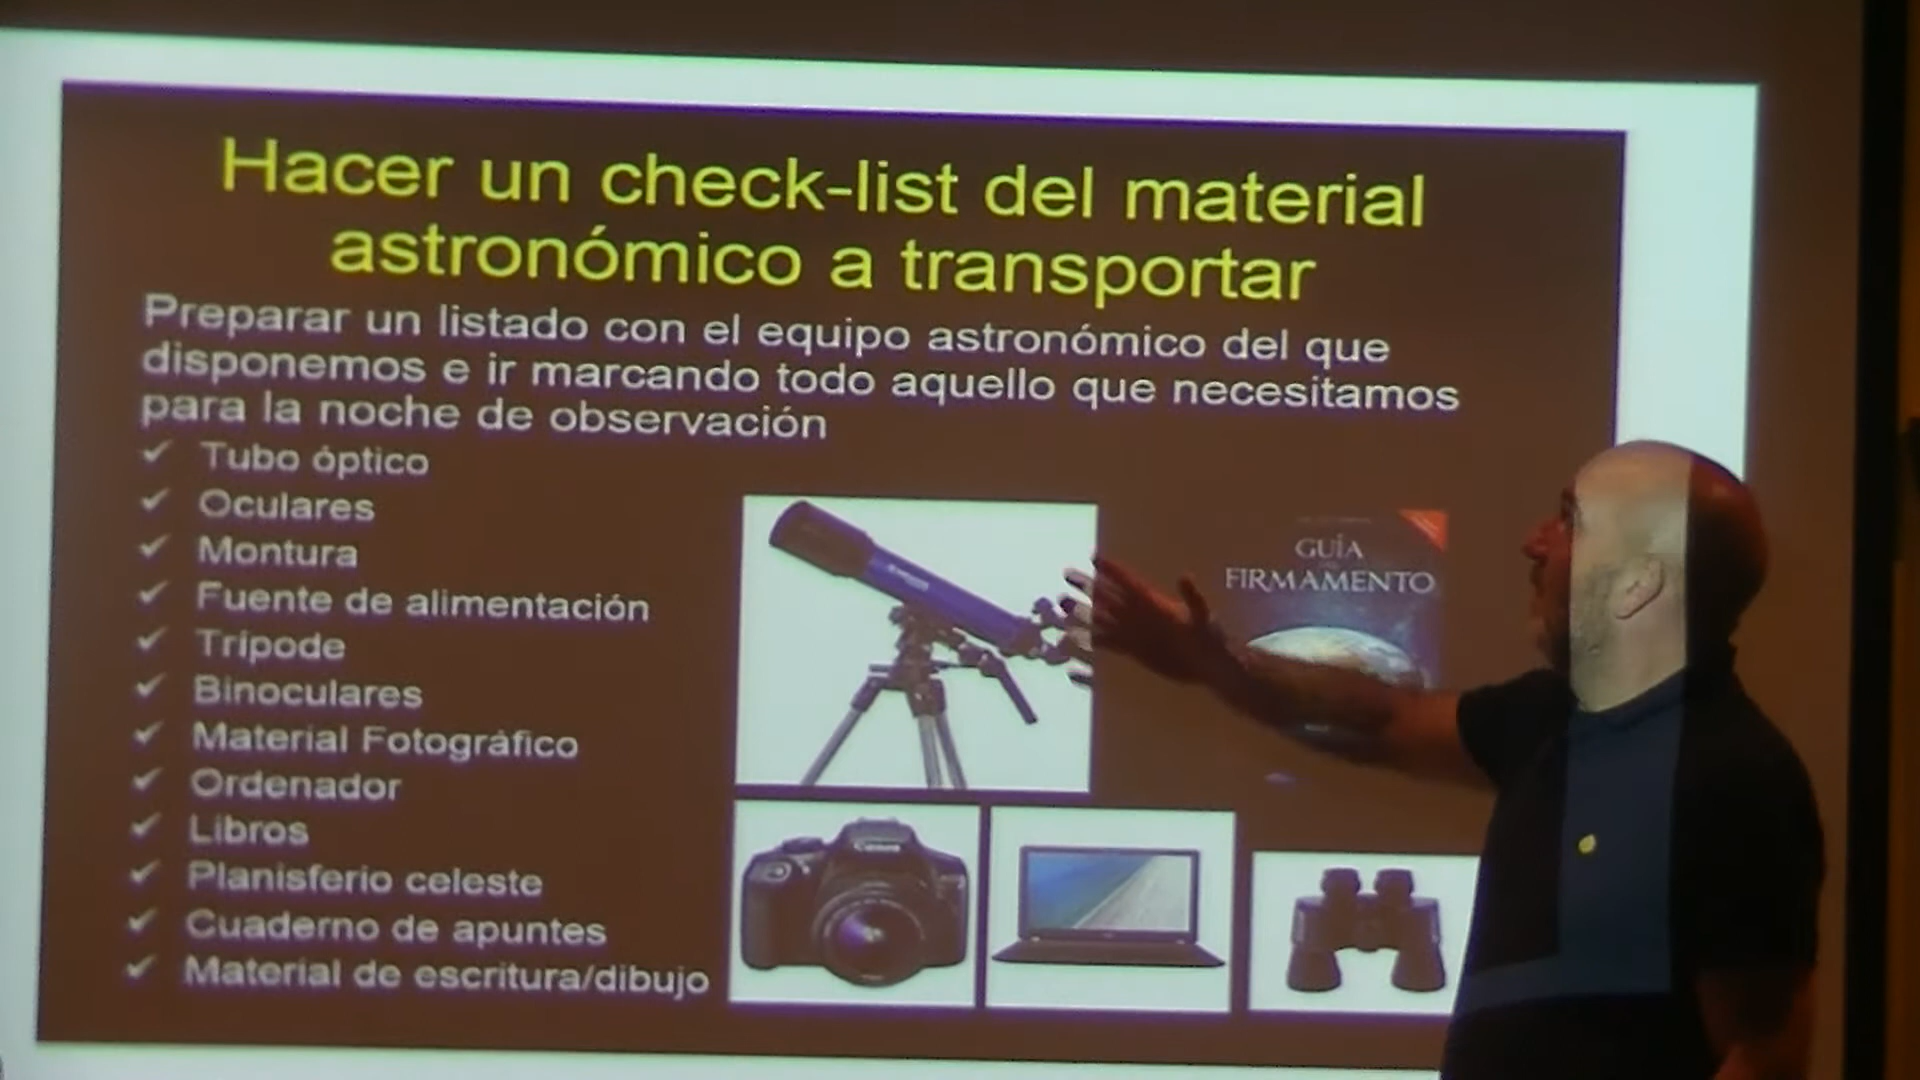 Hacer un check-list del material
astronómico a transportar
Preparar un listado con el equipo astronómico del que
disponemos e ir marcando todo aquello que necesitamos
para la noche de observación
✓ Tubo óptico
✓ Oculares
✓ Montura
✓ Fuente de alimentación
✓ Trípode
✓ Binoculares
✓ Material Fotográfico
✓ Ordenador
✓ Libros
✓ Planisferio celeste
✓ Cuaderno de apuntes
✓ Material de escritura/dibujo
GUÍA
FIRMAMENTO
Canon